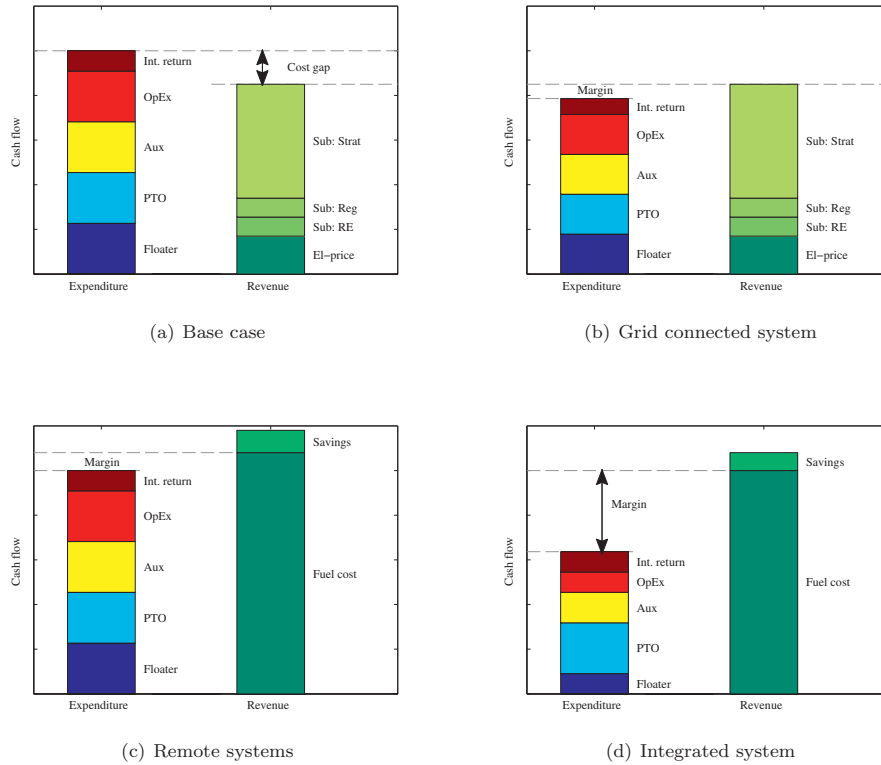 Cash flow
Int. return
OpEx
Aux
PTO
Floater
Cost gap
Sub: Strat
Sub: Reg
Sub: RE
El−price
Expenditure
Revenue
(a) Base case
Cash flow
Margin
Int. return
OpEx
Aux
PTO
Floater
Sub: Strat
Sub: Reg
Sub: RE
El−price
Expenditure
Revenue
(b) Grid connected system
Cash flow
Margin
Int. return
OpEx
Aux
PTO
Floater
Savings
Fuel cost
Expenditure
Revenue
(c) Remote systems
Cash flow
Margin
Int. return
OpEx
Aux
PTO
Floater
Savings
Fuel cost
Expenditure
Revenue
(d) Integrated system